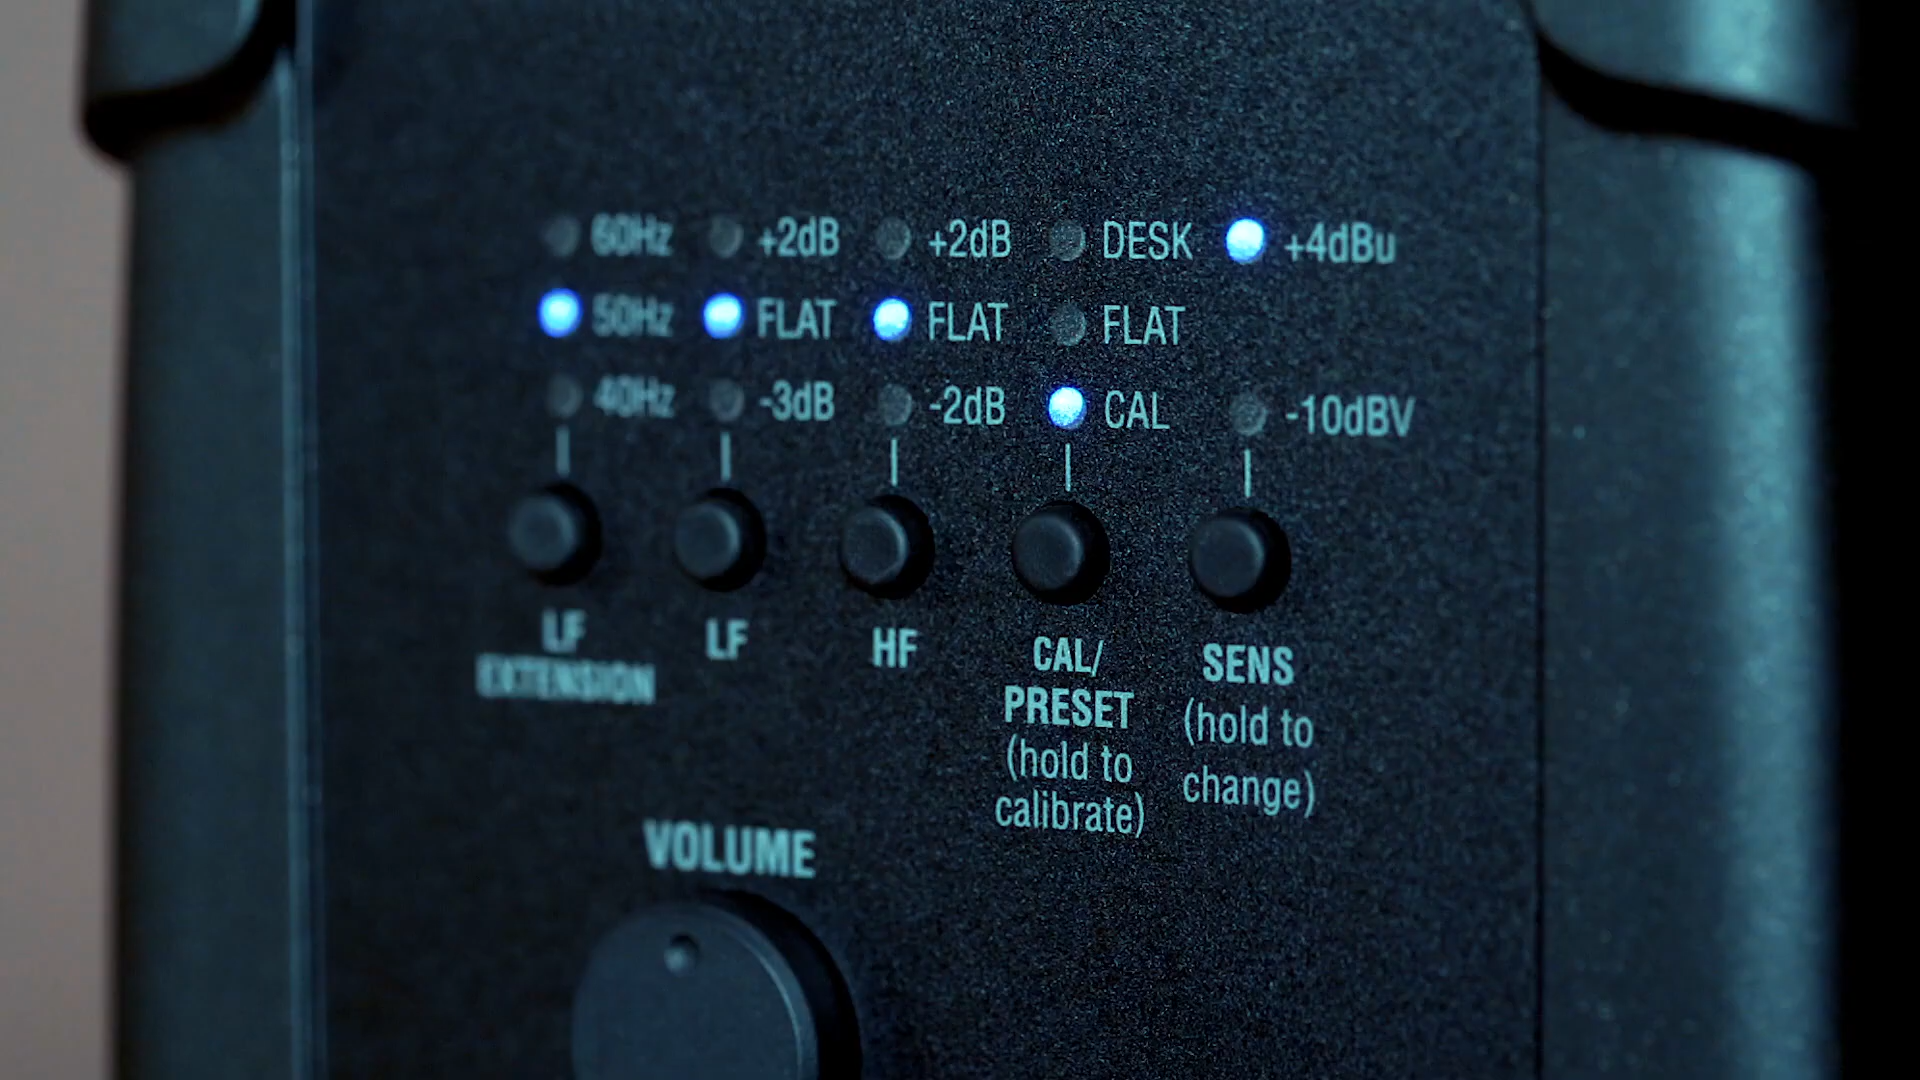 60Hz +2dB +2dB DESK +4dBu
50Hz FLAT FLAT FLAT
40Hz -3dB -2dB CAL -10dBV
LF
EXTENSION
LF
HF
CAL/
PRESET
(hold to
calibrate)
SENS
(hold to
change)
VOLUME